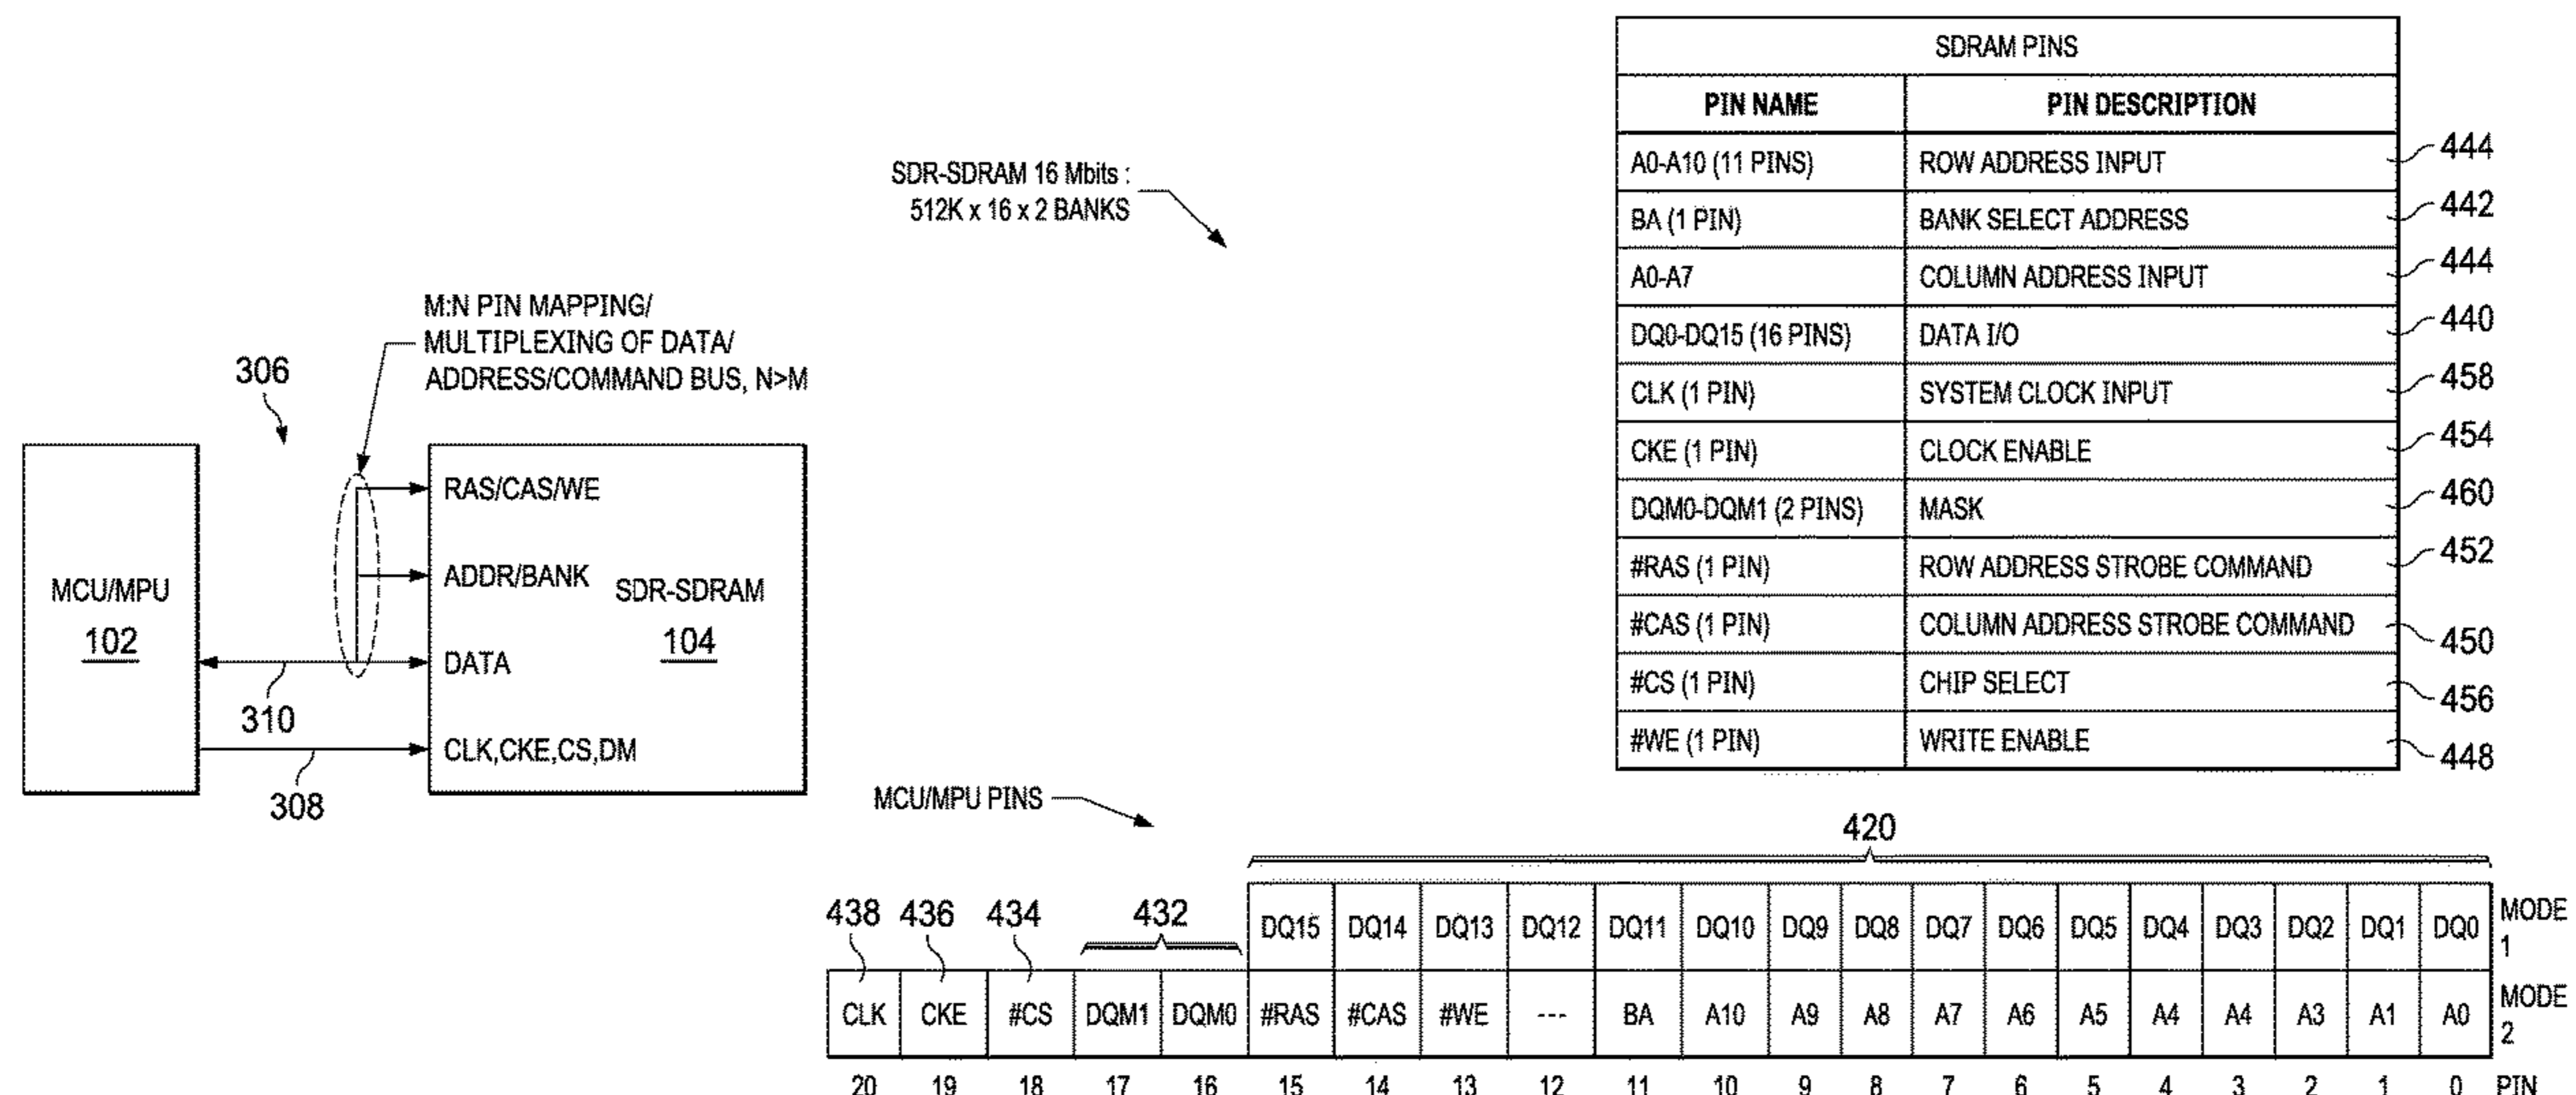 SDR-SDRAM 16 Mbits :
512K x 16 x 2 BANKS
M:N PIN MAPPING/
MULTIPLEXING OF DATA/
ADDRESS/COMMAND BUS, N>M
306
MCU/MPU
102
RAS/CAS/WE
ADDR/BANK
SDR-SDRAM
104
DATA
CLK,CKE,CS,DM
310
308
SDRAM PINS
PIN NAME PIN DESCRIPTION
A0-A10 (11 PINS) ROW ADDRESS INPUT 444
BA (1 PIN) BANK SELECT ADDRESS 442
A0-A7 COLUMN ADDRESS INPUT 444
DQ0-DQ15 (16 PINS) DATA I/O 440
CLK (1 PIN) SYSTEM CLOCK INPUT 458
CKE (1 PIN) CLOCK ENABLE 454
DQM0-DQM1 (2 PINS) MASK 460
#RAS (1 PIN) ROW ADDRESS STROBE COMMAND 452
#CAS (1 PIN) COLUMN ADDRESS STROBE COMMAND 450
#CS (1 PIN) CHIP SELECT 456
#WE (1 PIN) WRITE ENABLE 448
MCU/MPU PINS
420
438 436 434 432
DQ15 DQ14 DQ13 DQ12 DQ11 DQ10 DQ9 DQ8 DQ7 DQ6 DQ5 DQ4 DQ3 DQ2 DQ1 DQ0 MODE 1
CLK CKE #CS DQM1 DQM0 #RAS #CAS #WE --- BA A10 A9 A8 A7 A6 A5 A4 A4 A3 A1 A0 MODE 2
20 19 18 17 16 15 14 13 12 11 10 9 8 7 6 5 4 3 2 1 0 PIN